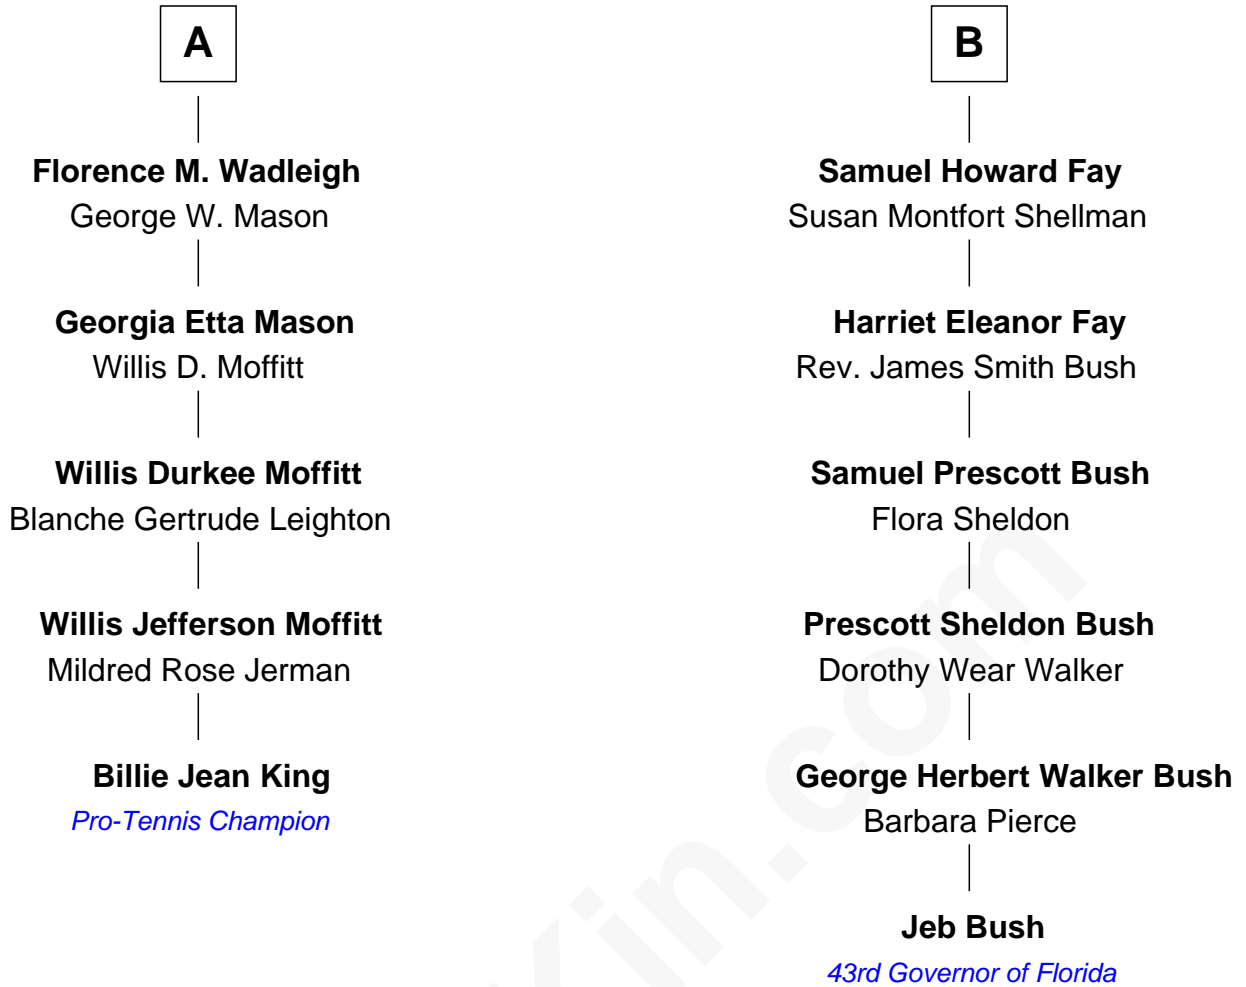 A
Florence M. Wadleigh
George W. Mason
Georgia Etta Mason
Willis D. Moffitt
Willis Durkee Moffitt
Blanche Gertrude Leighton
Willis Jefferson Moffitt
Mildred Rose Jerman
Billie Jean King
Pro-Tennis Champion
B
Samuel Howard Fay
Susan Montfort Shellman
Harriet Eleanor Fay
Rev. James Smith Bush
Samuel Prescott Bush
Flora Sheldon
Prescott Sheldon Bush
Dorothy Wear Walker
George Herbert Walker Bush
Barbara Pierce
Jeb Bush
43rd Governor of Florida
Kin.com